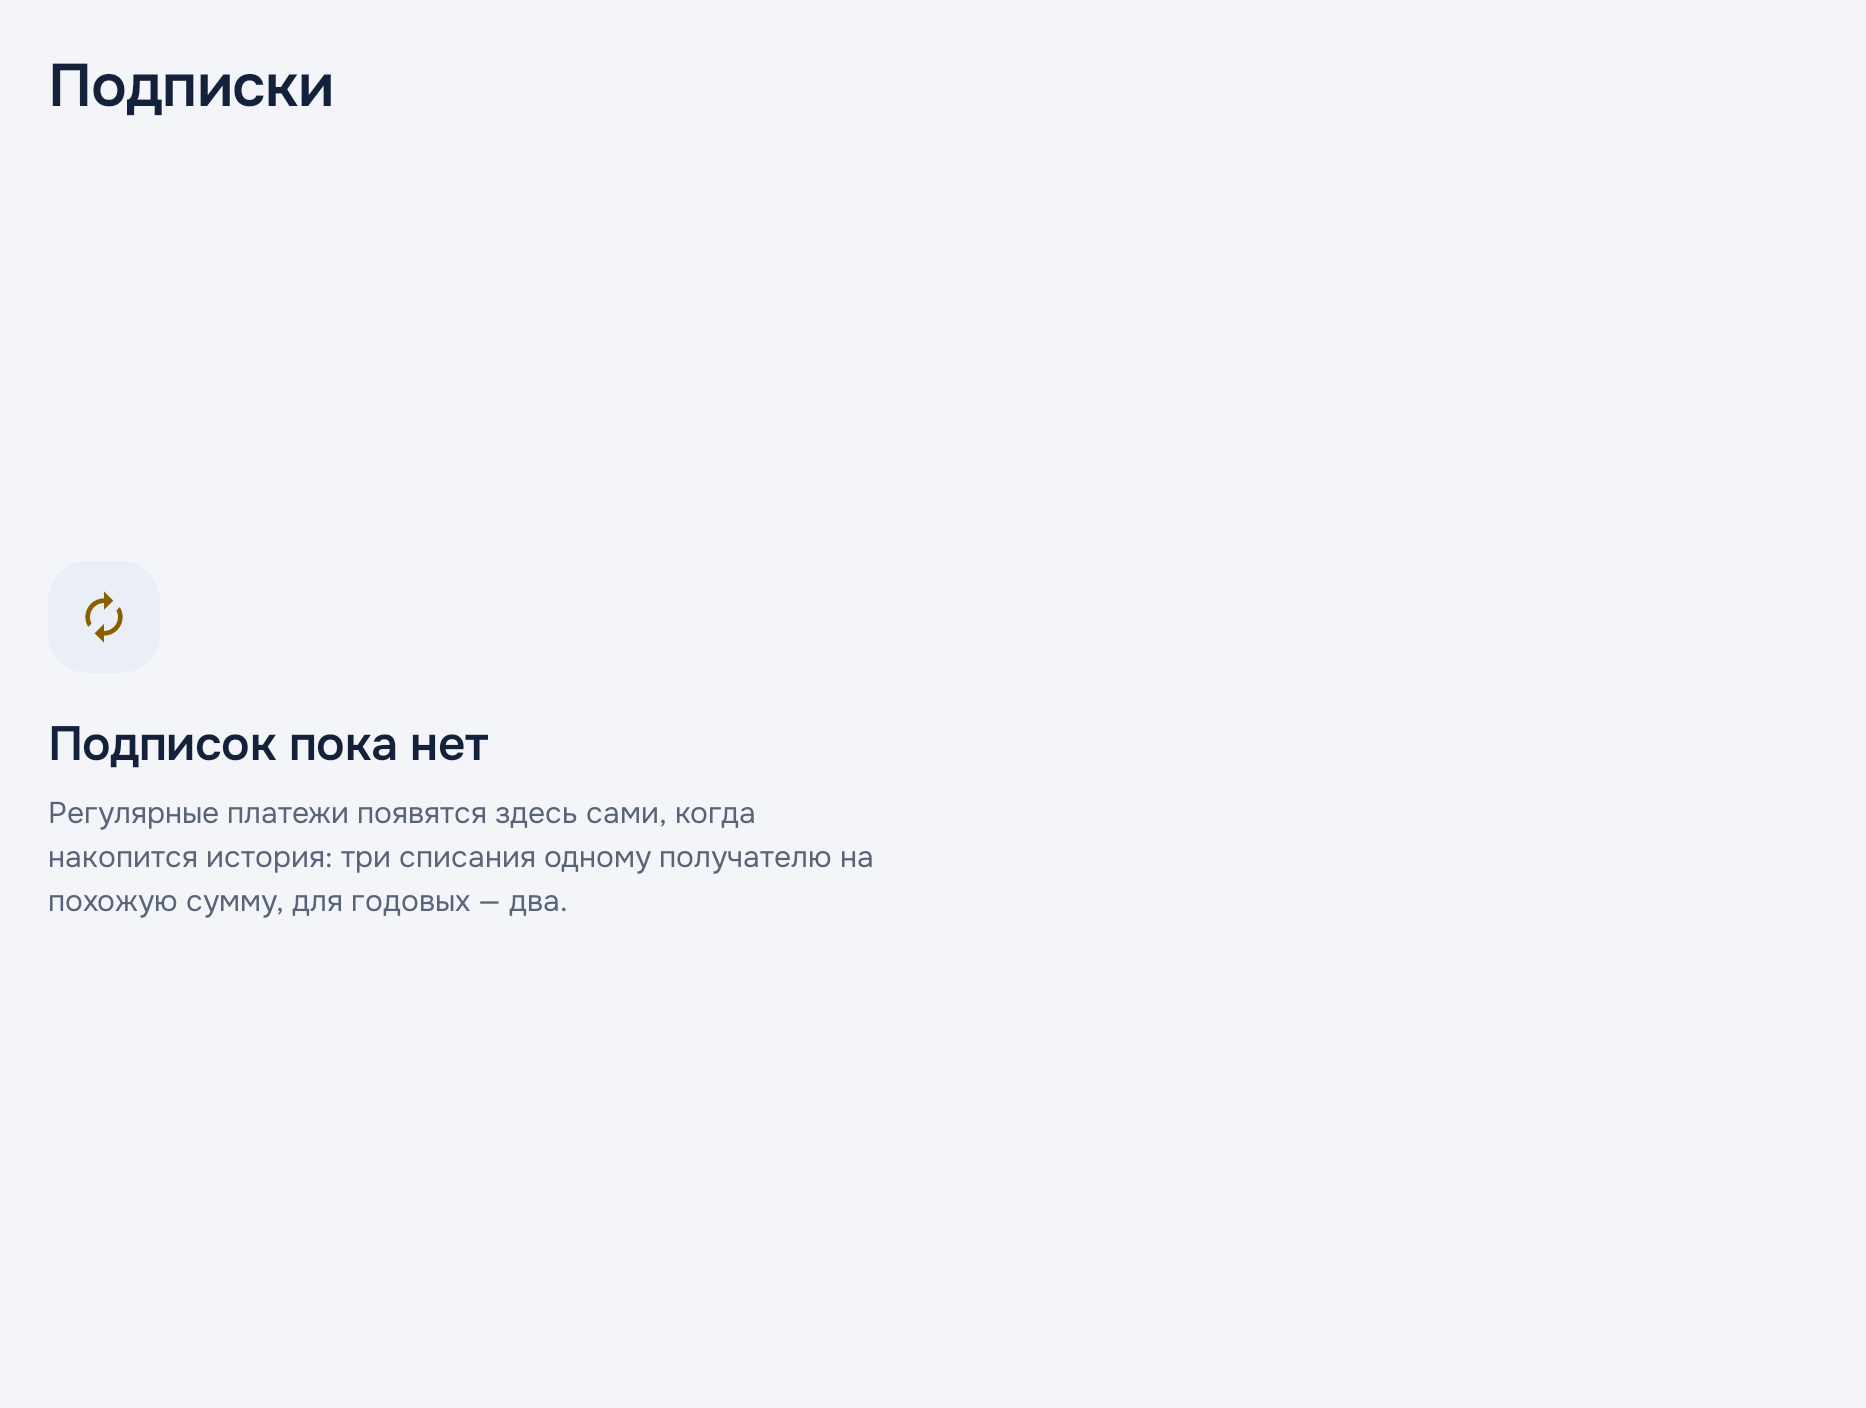 Подписки
Подписок пока нет
Регулярные платежи появятся здесь сами, когда
накопится история: три списания одному получателю на
похожую сумму, для годовых — два.